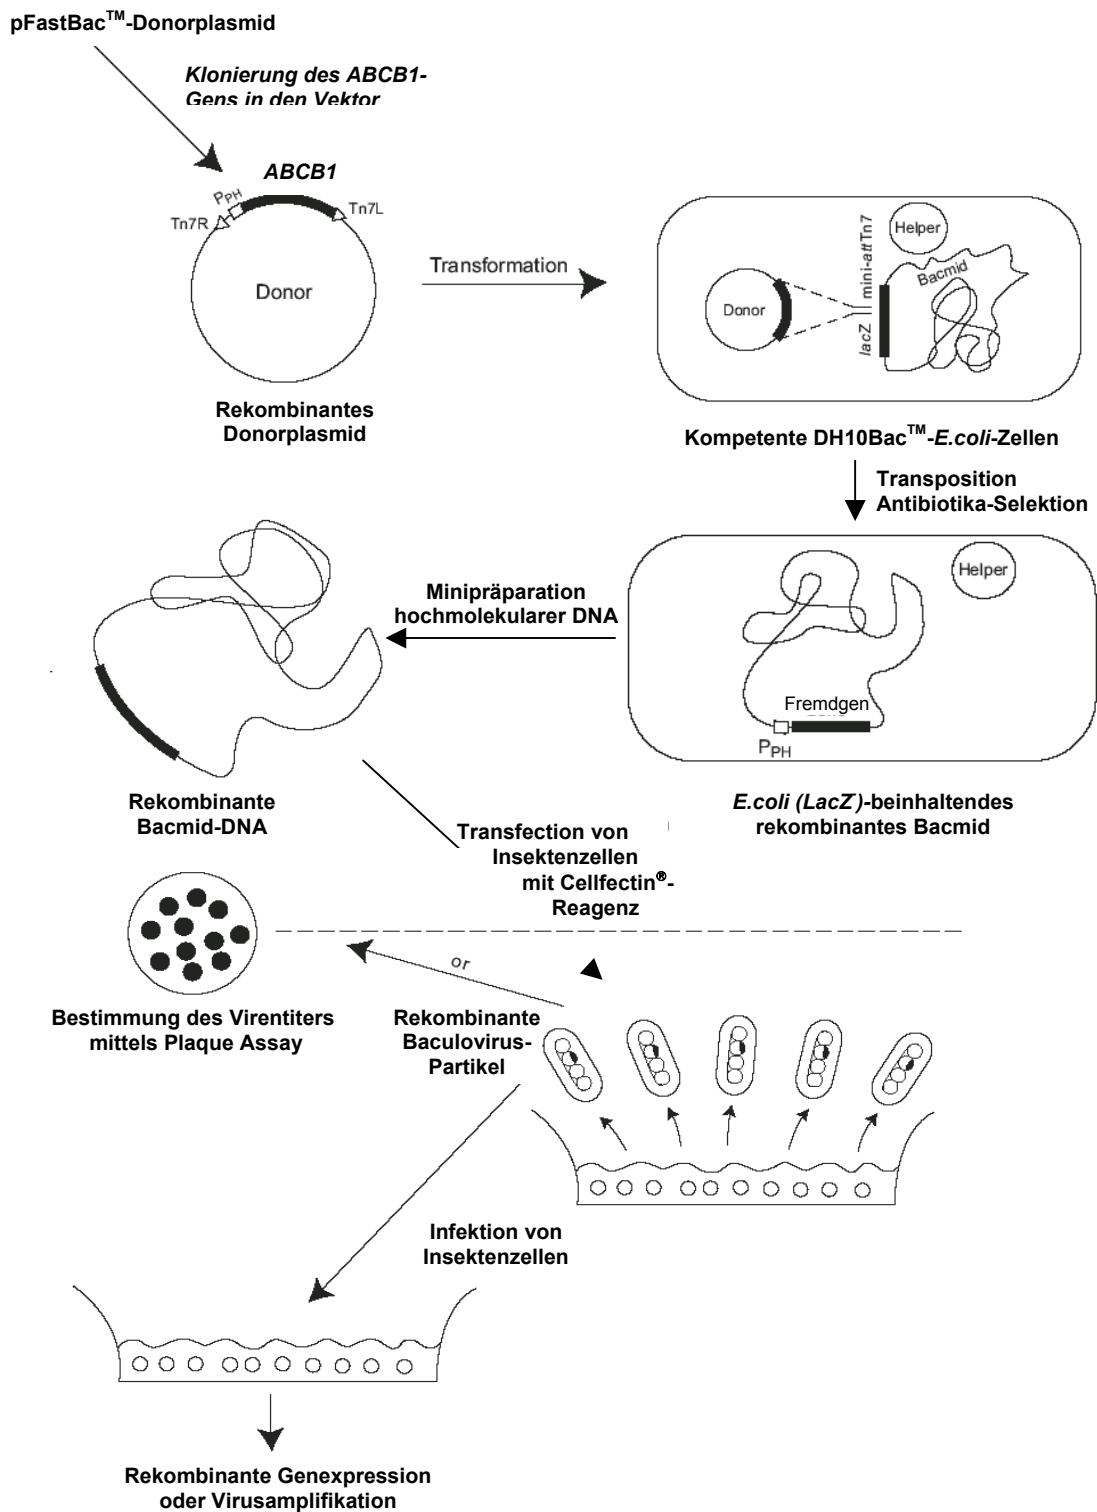 pFastBac™-Donorplasmid
Klonierung des ABCB1-
Gens in den Vektor
ABCB1
PPH
Tn7R
Tn7L
Donor
Transformation
Rekombinantes
Donorplasmid
Helper
mini-attTn7
lacZ
Bacmid
Donor
Kompetente DH10Bac™-E.coli-Zellen
Transposition
Antibiotika-Selektion
Minipräparation
hochmolekularer DNA
Helper
Fremdgen
PPH
Rekombinante
Bacmid-DNA
E.coli (LacZ⁻)-beinhaltendes
rekombinantes Bacmid
Transfection von
Insektenzellen
mit Cellfectin®-
Reagenz
or
Bestimmung des Virentiters
mittels Plaque Assay
Rekombinante
Baculovirus-
Partikel
Infektion von
Insektenzellen
Rekombinante Genexpression
oder Virusamplifikation